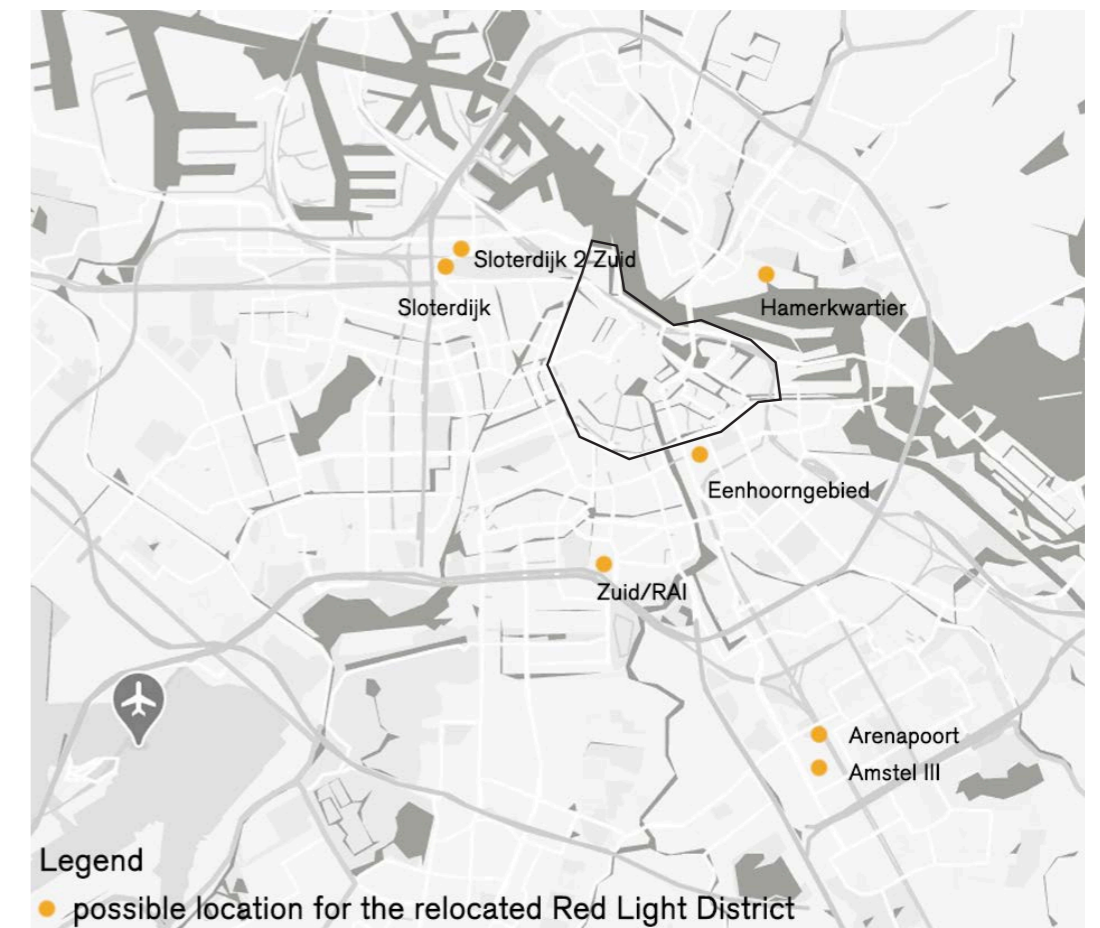 Sloterdijk 2 Zuid
Sloterdijk
Hamerkwartier
Eenhoorngebied
Zuid/RAI
Arenapoort
Amstel III
Legend
possible location for the relocated Red Light District